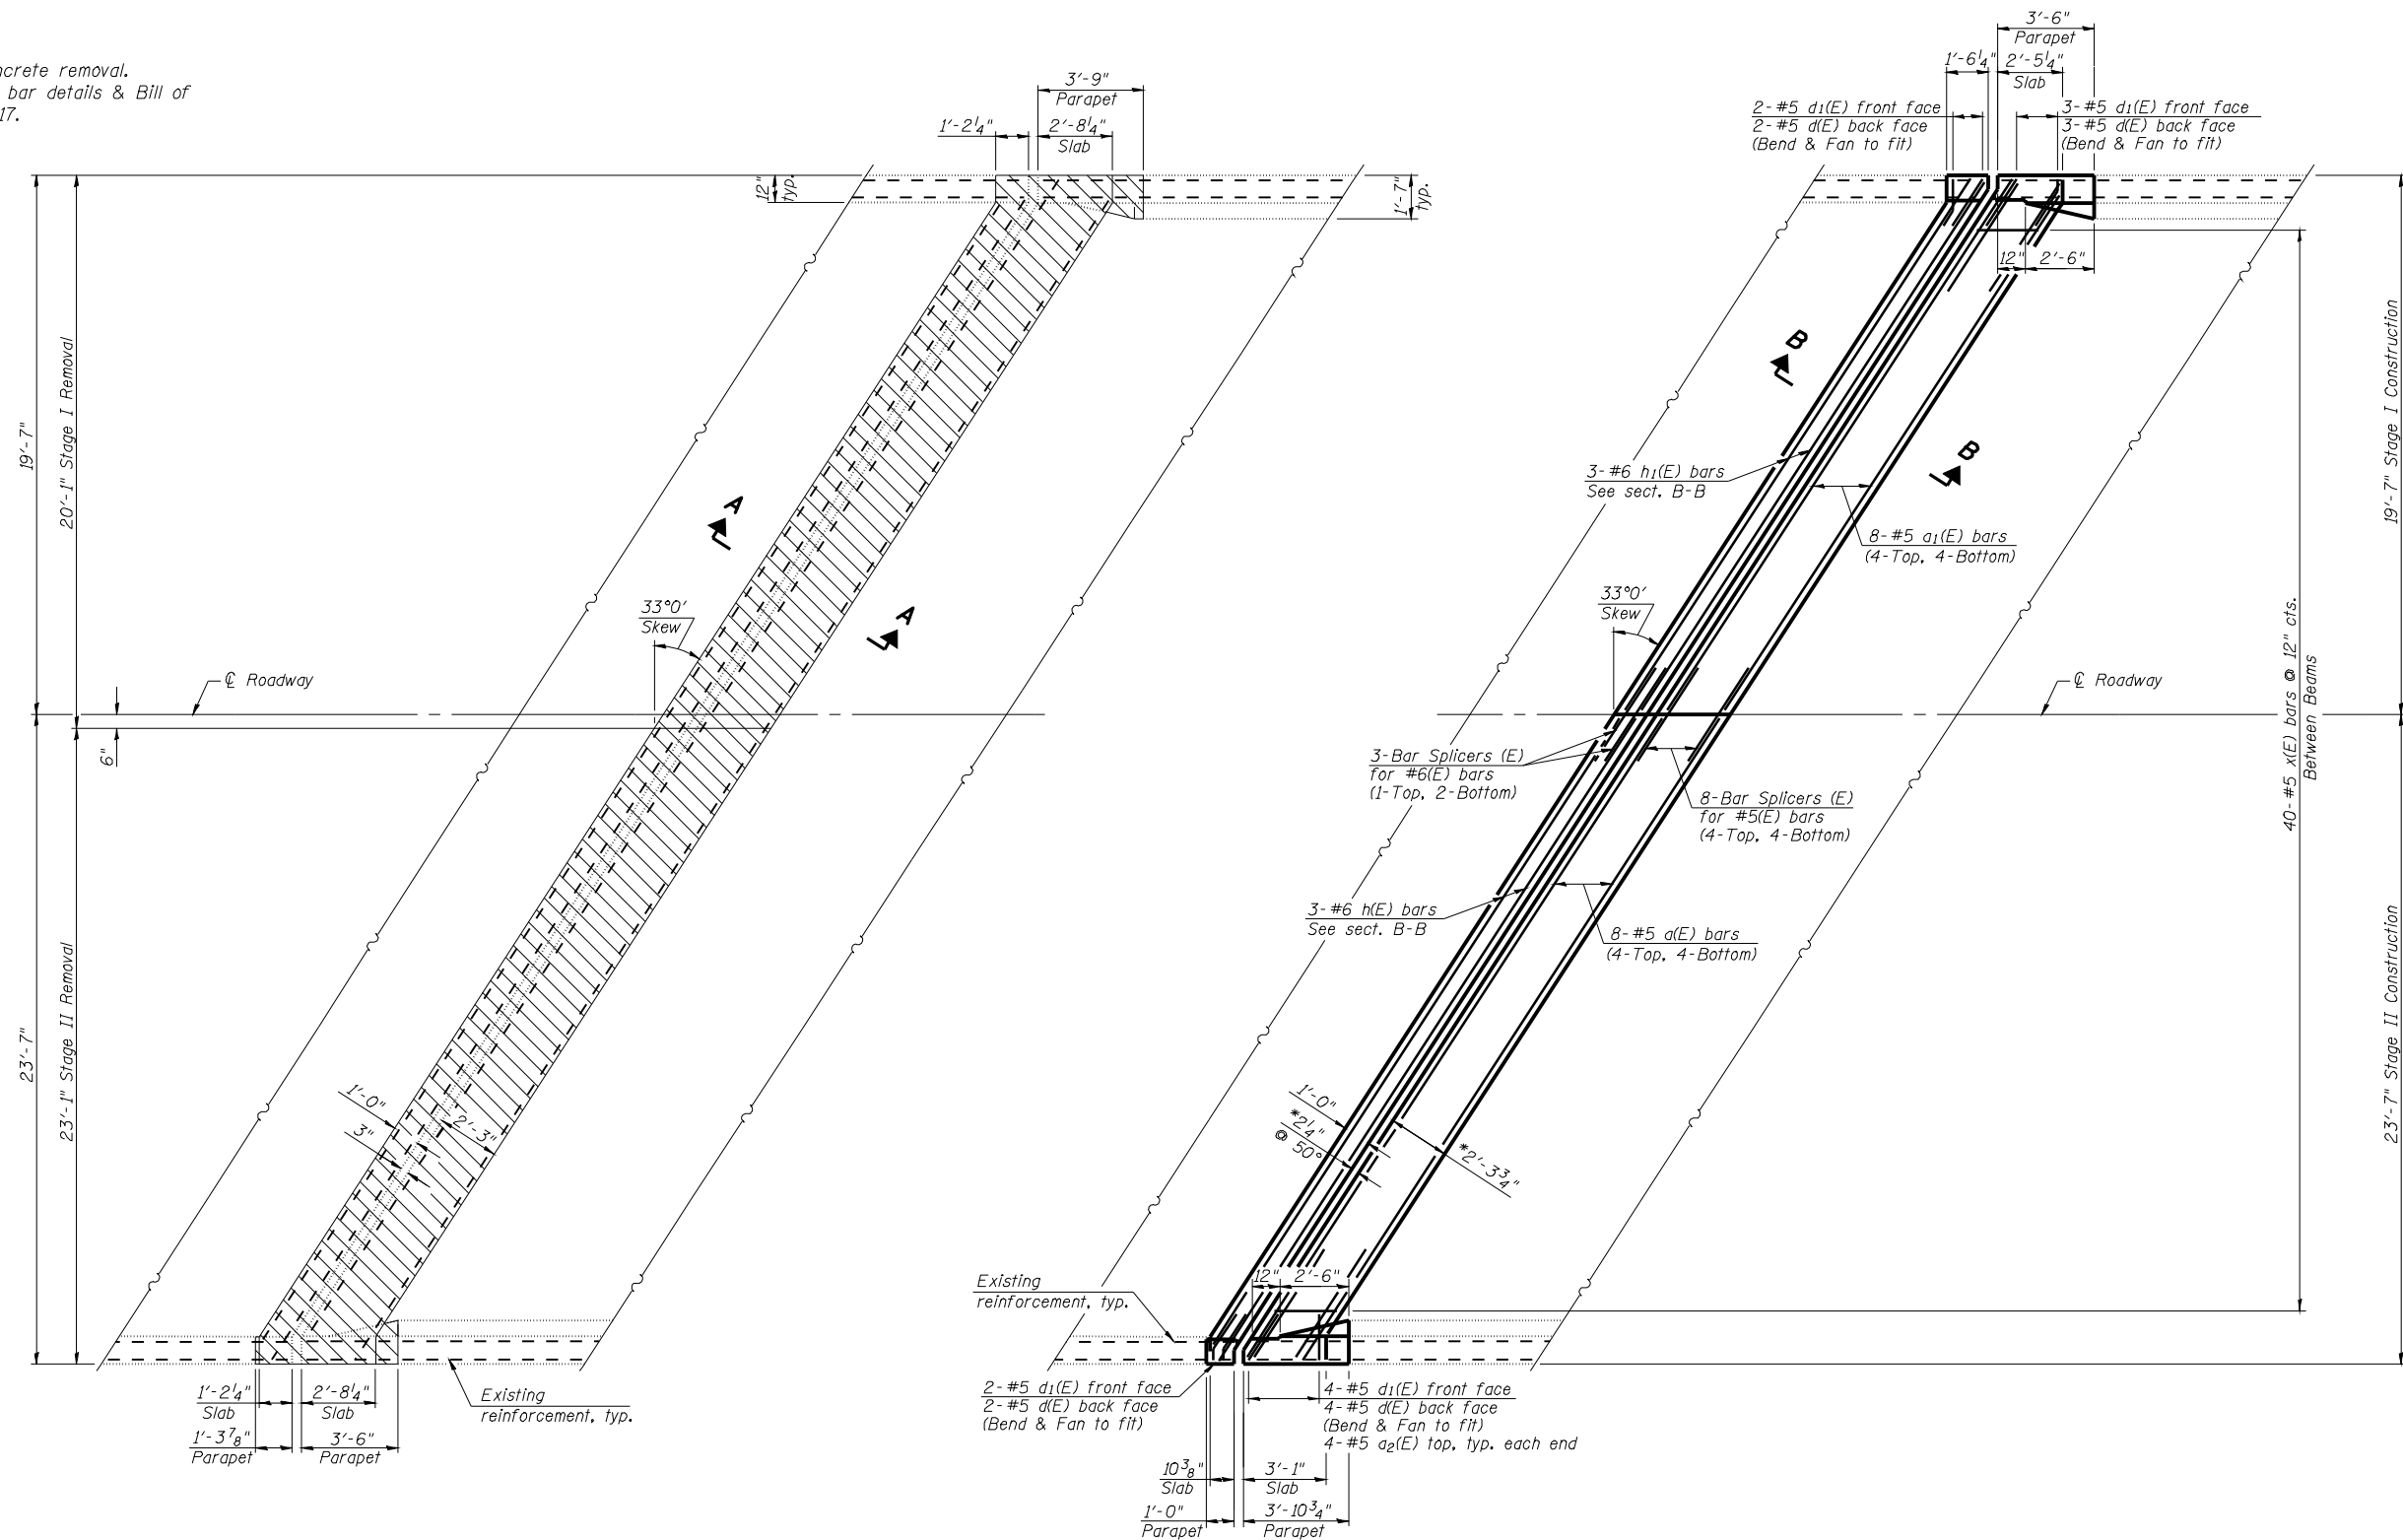 crete removal.
bar details & Bill of
17.
3'-9"
Parapet
1'-2¼"
2'-8¼"
Slab
12"
typ.
1'-7"
typ.
19'-7"
20'-1" Stage I Removal
A
A
33°0'
Skew
℄ Roadway
6"
23'-7"
23'-1" Stage II Removal
1'-0"
3"
2'-3"
1'-2¼"
Slab
2'-8¼"
Slab
1'-3⅞"
Parapet
3'-6"
Parapet
Existing
reinforcement, typ.
3'-6"
Parapet
1'-6¼"
2'-5¼"
Slab
2-#5 d1(E) front face
2-#5 d(E) back face
(Bend & Fan to fit)
3-#5 d1(E) front face
3-#5 d(E) back face
(Bend & Fan to fit)
12"
2'-6"
B
B
3-#6 h1(E) bars
See sect. B-B
8-#5 a1(E) bars
(4-Top, 4-Bottom)
33°0'
Skew
℄ Roadway
19'-7" Stage I Construction
40-#5 x(E) bars @ 12" cts.
Between Beams
3-Bar Splicers (E)
for #6(E) bars
(1-Top, 2-Bottom)
8-Bar Splicers (E)
for #5(E) bars
(4-Top, 4-Bottom)
3-#6 h(E) bars
See sect. B-B
8-#5 a(E) bars
(4-Top, 4-Bottom)
23'-7" Stage II Construction
1'-0"
*2¼"
@ 50°
*2'-3¾"
12"
2'-6"
Existing
reinforcement, typ.
2-#5 d1(E) front face
2-#5 d(E) back face
(Bend & Fan to fit)
4-#5 d1(E) front face
4-#5 d(E) back face
(Bend & Fan to fit)
4-#5 a2(E) top, typ. each end
10⅜"
Slab
3'-1"
Slab
1'-0"
Parapet
3'-10¾"
Parapet